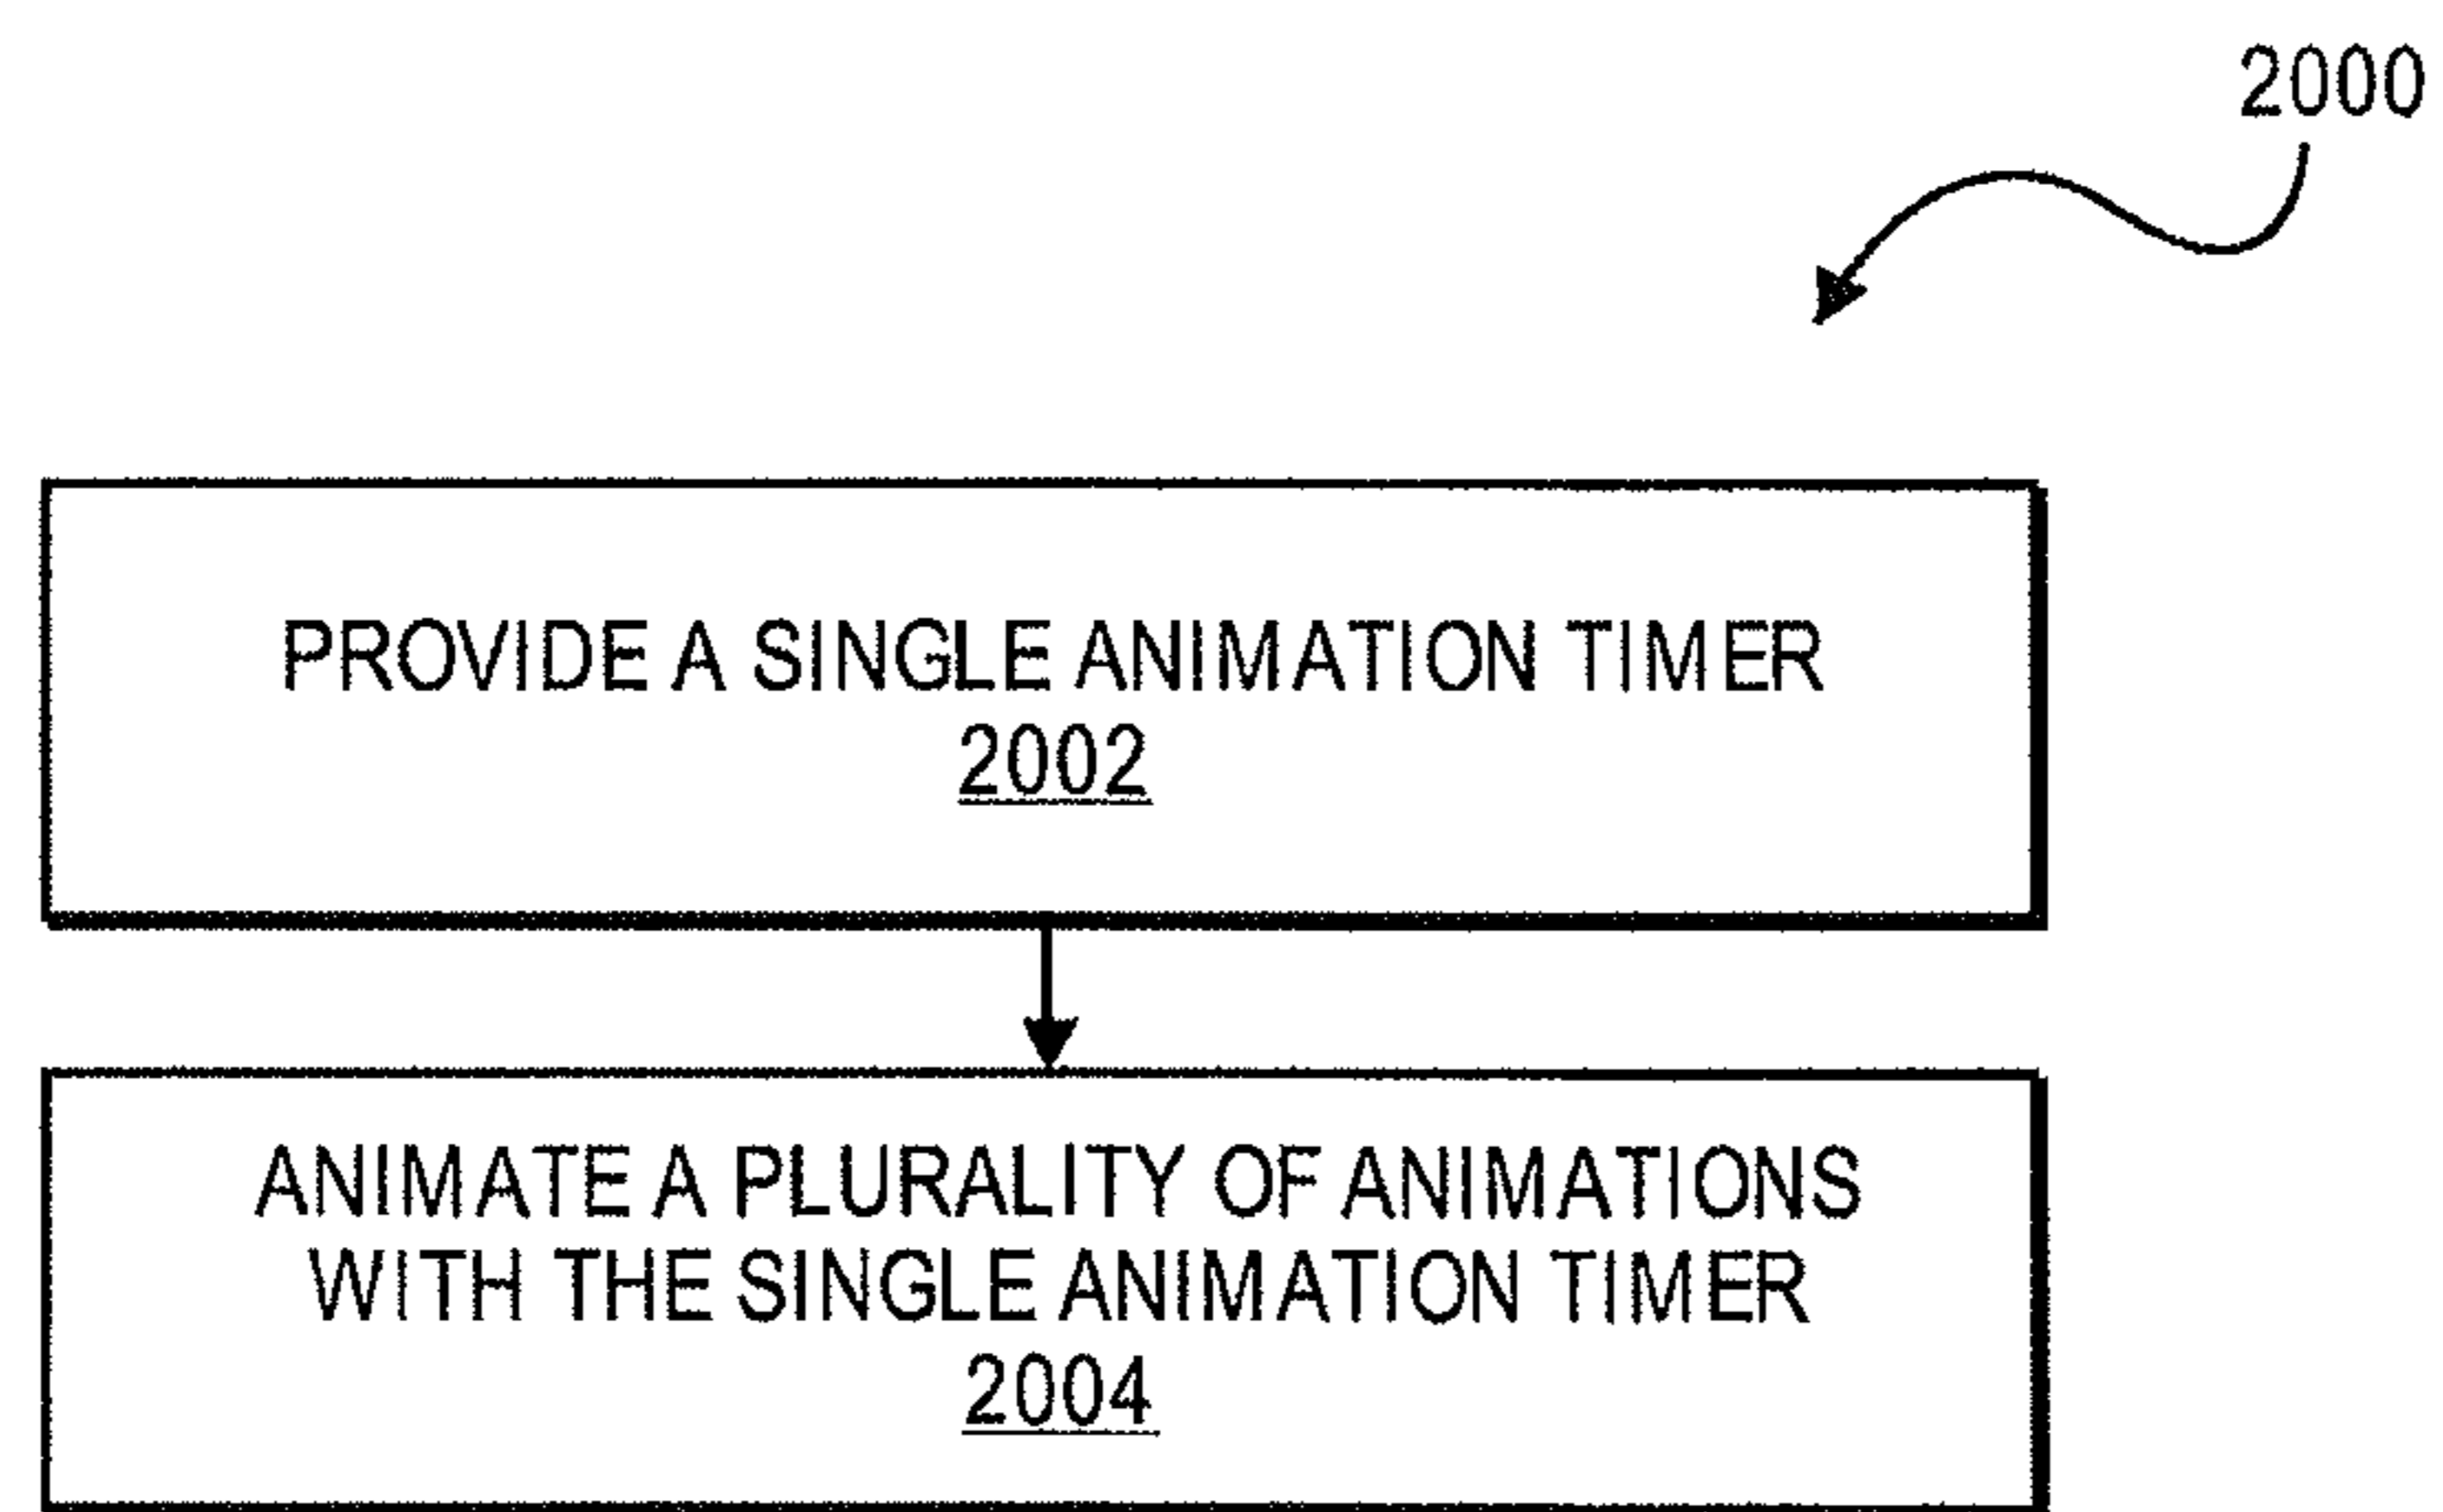 2000
PROVIDE A SINGLE ANIMATION TIMER
2002
ANIMATE A PLURALITY OF ANIMATIONS
WITH THE SINGLE ANIMATION TIMER
2004